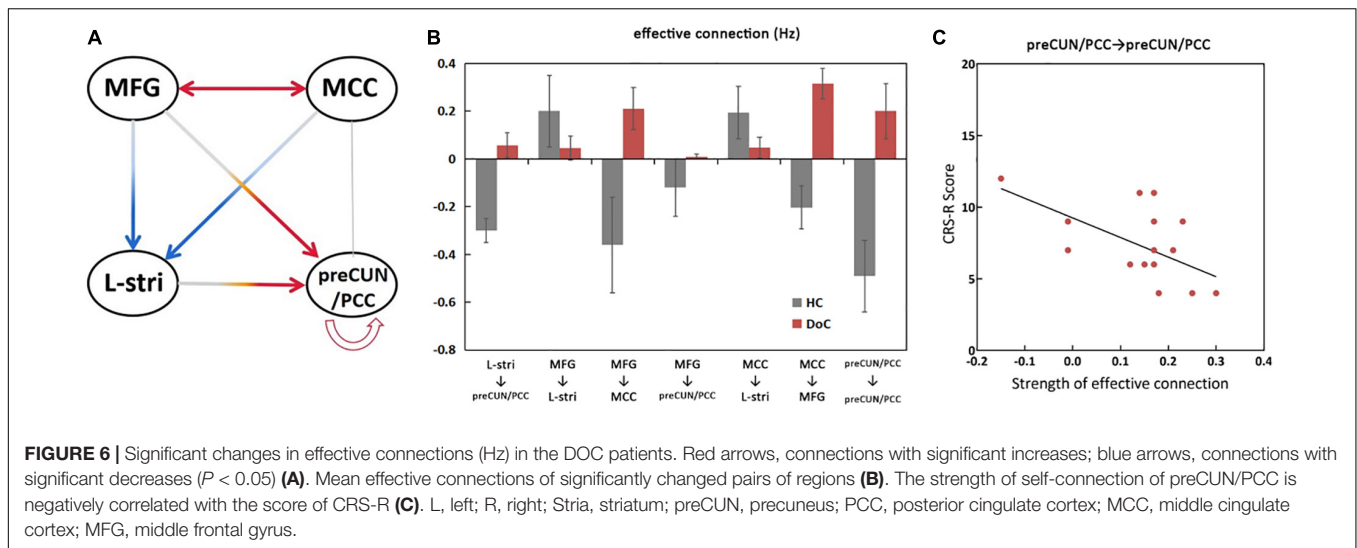 A
MFG
MCC
L-stri
preCUN
/PCC
B
effective connection (Hz)
0.4
0.2
0
-0.2
-0.4
-0.6
-0.8
HC
DoC
L-stri
↓
preCUN/PCC
MFG
↓
L-stri
MFG
↓
MCC
MFG
↓
preCUN/PCC
MCC
↓
L-stri
MCC
↓
MFG
preCUN/PCC
↓
preCUN/PCC
C
preCUN/PCC→preCUN/PCC
CRS-R Score
20
15
10
5
0
-0.2 -0.1 0.0 0.1 0.2 0.3 0.4
Strength of effective connection
FIGURE 6 | Significant changes in effective connections (Hz) in the DOC patients. Red arrows, connections with significant increases; blue arrows, connections with
significant decreases (P < 0.05) (A). Mean effective connections of significantly changed pairs of regions (B). The strength of self-connection of preCUN/PCC is
negatively correlated with the score of CRS-R (C). L, left; R, right; Stria, striatum; preCUN, precuneus; PCC, posterior cingulate cortex; MCC, middle cingulate
cortex; MFG, middle frontal gyrus.